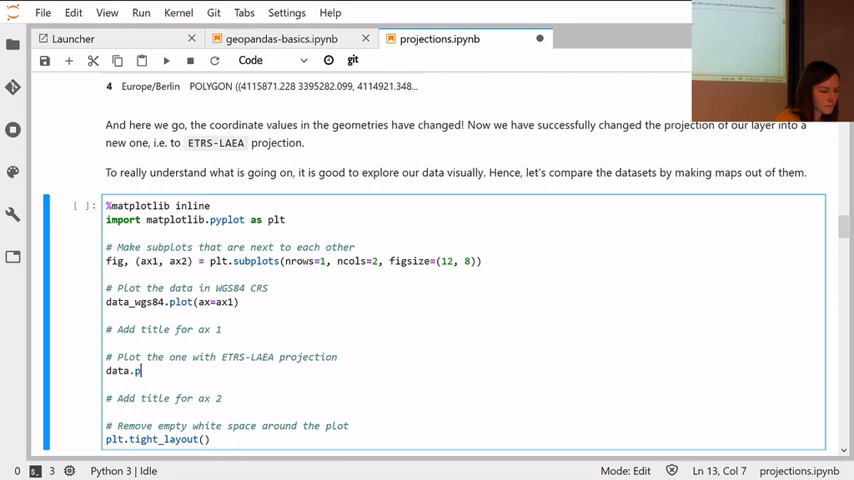 File Edit View Run Kernel Git Tabs Settings Help
Launcher × geopandas-basics.ipynb × projections.ipynb
Code git
4 Europe/Berlin POLYGON ((4115871.228 3395282.099, 4114921.348...
And here we go, the coordinate values in the geometries have changed! Now we have successfully changed the projection of our layer into a
new one, i.e. to ETRS-LAEA projection.
To really understand what is going on, it is good to explore our data visually. Hence, let's compare the datasets by making maps out of them.
[ ]: %matplotlib inline
import matplotlib.pyplot as plt
# Make subplots that are next to each other
fig, (ax1, ax2) = plt.subplots(nrows=1, ncols=2, figsize=(12, 8))
# Plot the data in WGS84 CRS
data_wgs84.plot(ax=ax1)
# Add title for ax 1
# Plot the one with ETRS-LAEA projection
data.p
# Add title for ax 2
# Remove empty white space around the plot
plt.tight_layout()
0 3 Python 3 | Idle Mode: Edit Ln 13, Col 7 projections.ipynb